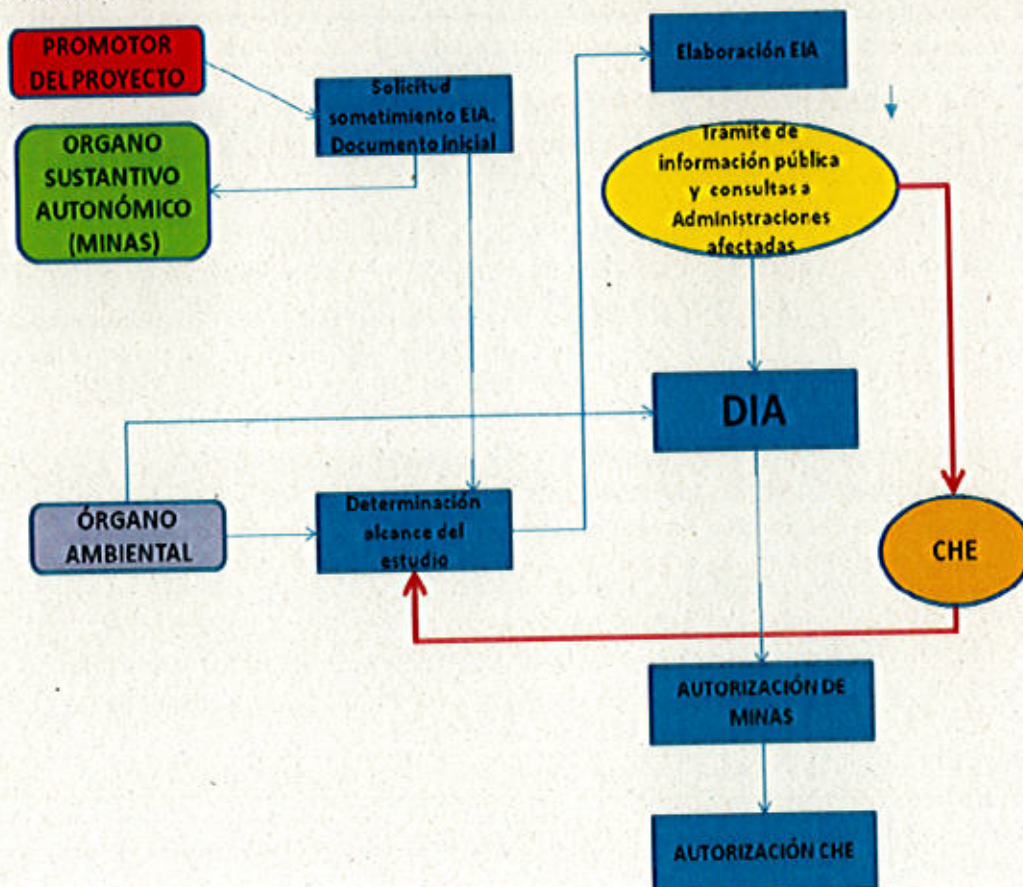 PROMOTOR
DEL PROYECTO
ORGANO
SUSTANTIVO
AUTONÓMICO
(MINAS)
Solicitud
sometimiento EIA.
Documento inicial
Elaboración EIA
Trámite de
información pública
y consultas a
Administraciones
afectadas
DIA
ÓRGANO
AMBIENTAL
Determinación
alcance del
estudio
CHE
AUTORIZACIÓN DE
MINAS
AUTORIZACIÓN CHE